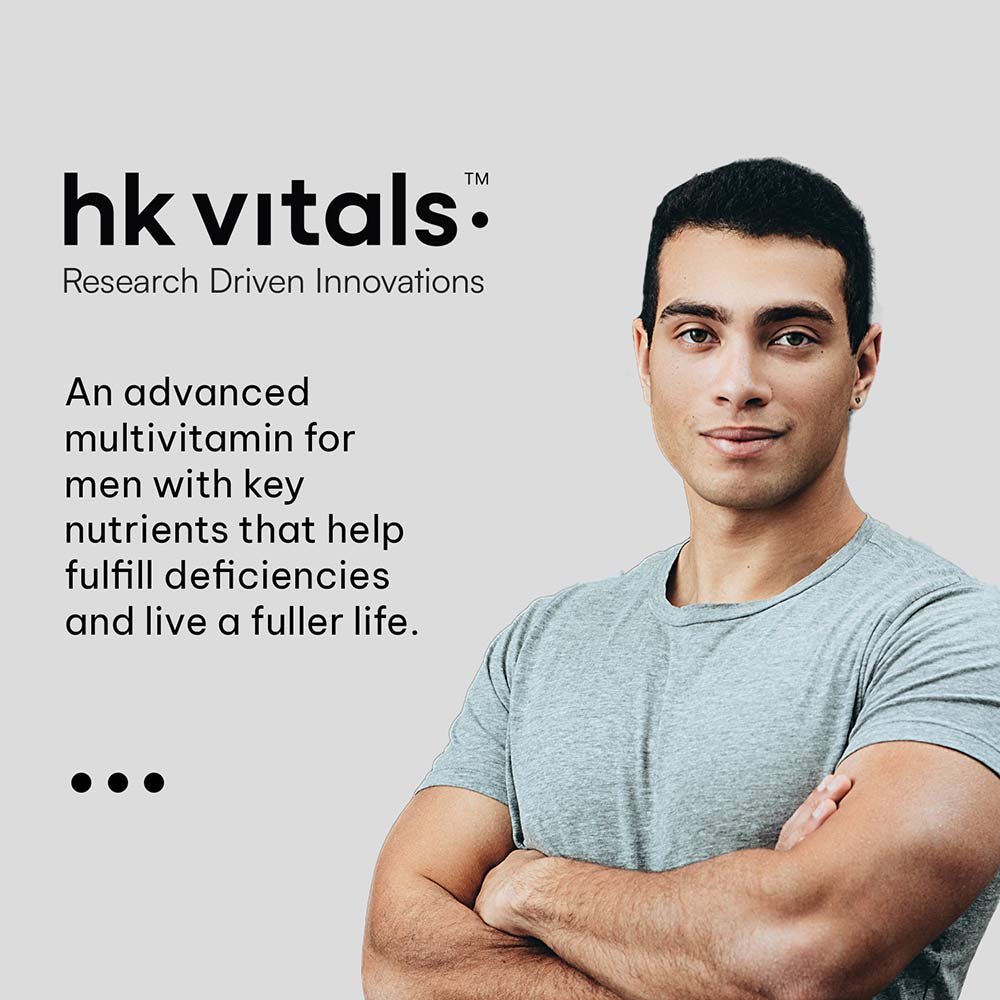 hk vitals™
Research Driven Innovations
An advanced
multivitamin for
men with key
nutrients that help
fulfill deficiencies
and live a fuller life.